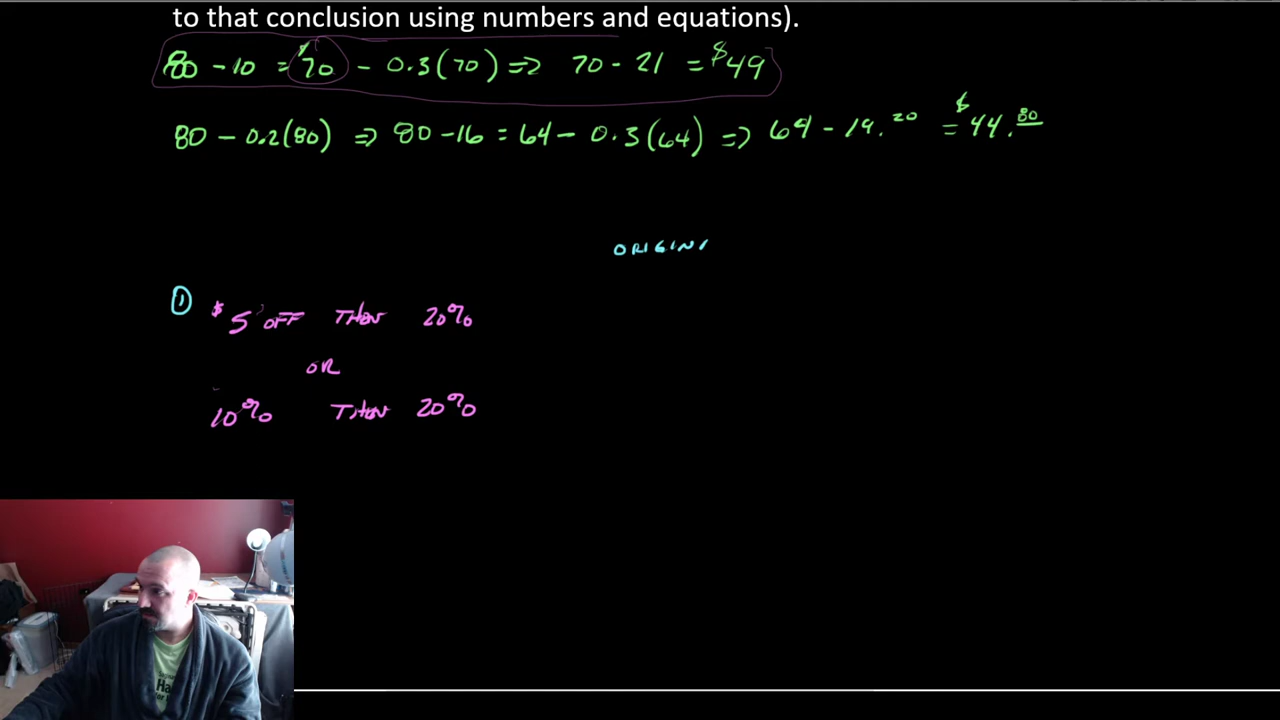 to that conclusion using numbers and equations).
80 - 10 = $70 - 0.3(70) => 70 - 21 = $49
80 - 0.2(80) => 80 - 16 = 64 - 0.3(64) => 64 - 19.20 = $44.80
ORIGIN
① $5 OFF THEN 20%
OR
10% THEN 20%